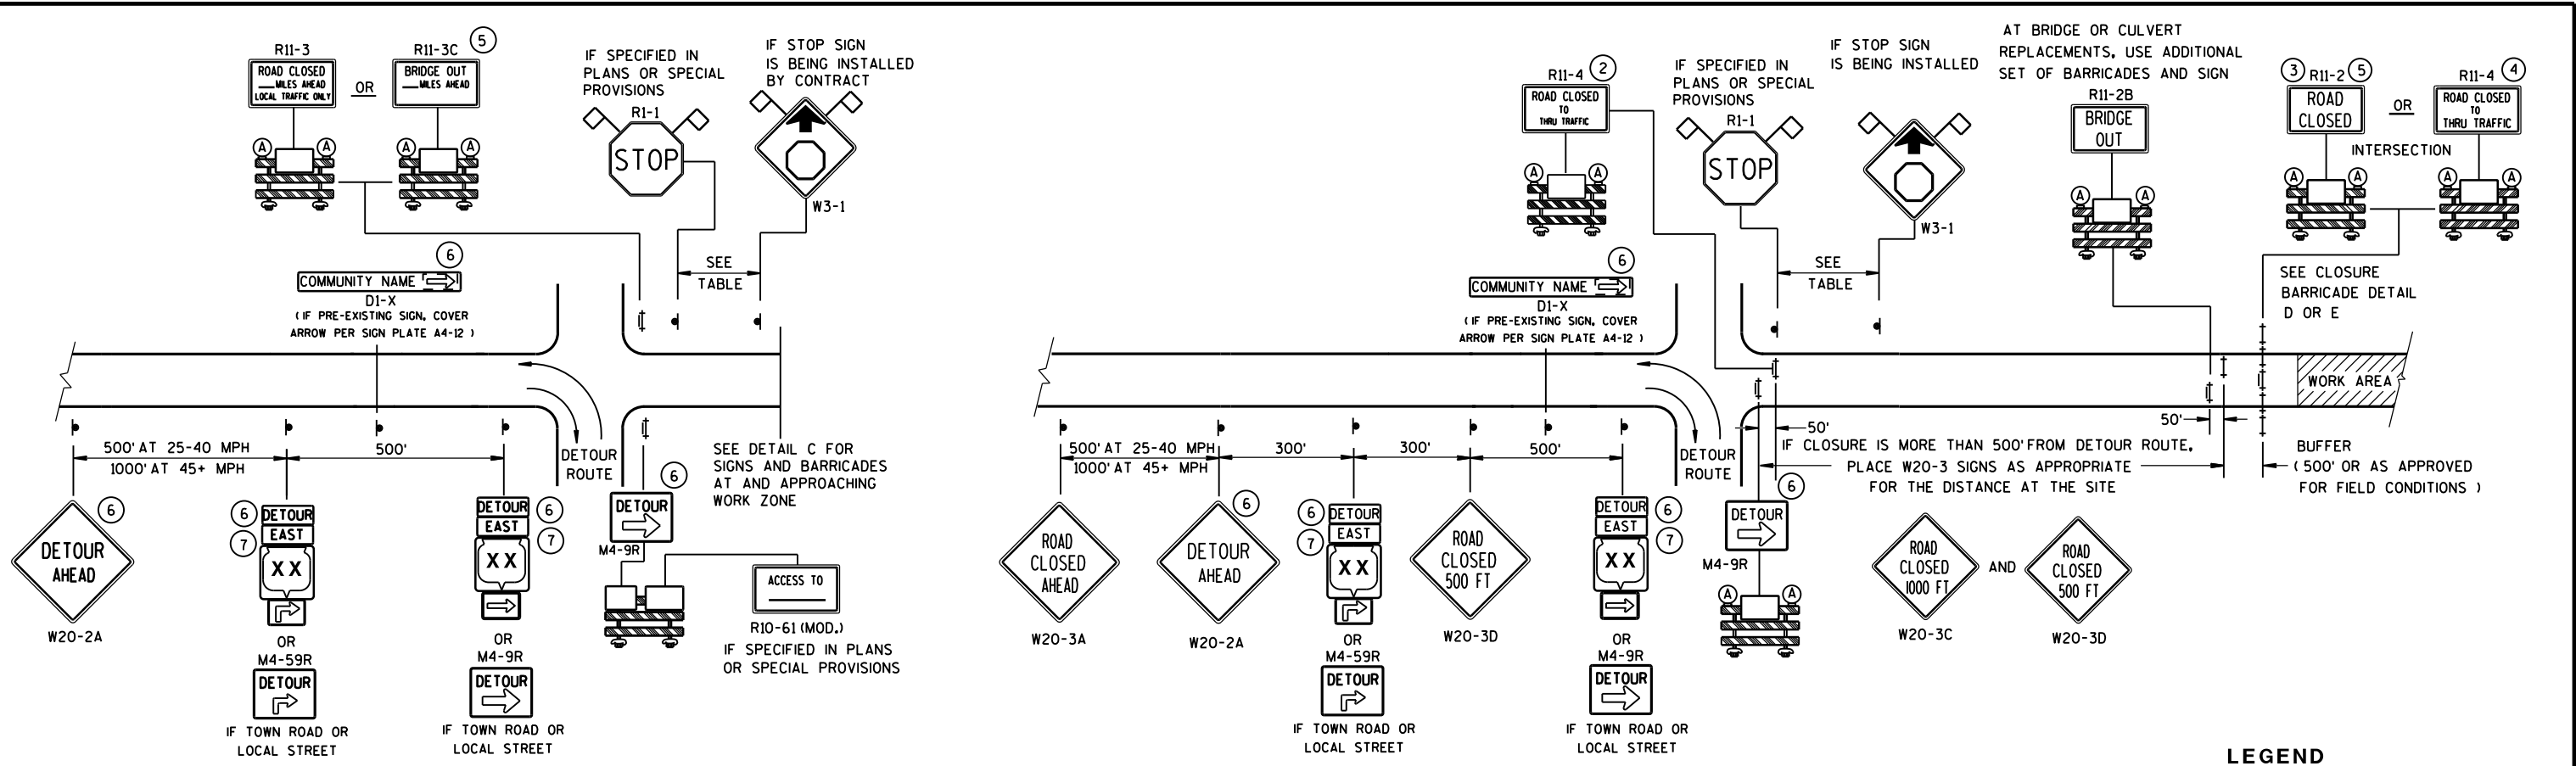 R11-3
ROAD CLOSED
MILES AHEAD
LOCAL TRAFFIC ONLY
OR
R11-3C
5
BRIDGE OUT
MILES AHEAD
A
A
A
A
IF SPECIFIED IN
PLANS OR SPECIAL
PROVISIONS
R1-1
STOP
IF STOP SIGN
IS BEING INSTALLED
BY CONTRACT
W3-1
SEE
TABLE
6
COMMUNITY NAME
D1-X
( IF PRE-EXISTING SIGN, COVER
ARROW PER SIGN PLATE A4-12 )
500' AT 25-40 MPH
1000' AT 45+ MPH
500'
DETOUR
ROUTE
SEE DETAIL C FOR
SIGNS AND BARRICADES
AT AND APPROACHING
WORK ZONE
6
DETOUR
AHEAD
W20-2A
6
7
DETOUR
EAST
XX
OR
M4-59R
DETOUR
IF TOWN ROAD OR
LOCAL STREET
DETOUR
EAST
XX
6
7
OR
M4-9R
DETOUR
IF TOWN ROAD OR
LOCAL STREET
6
DETOUR
M4-9R
ACCESS TO
R10-61 (MOD.)
IF SPECIFIED IN PLANS
OR SPECIAL PROVISIONS
R11-4
2
ROAD CLOSED
TO
THRU TRAFFIC
A
A
IF SPECIFIED IN
PLANS OR SPECIAL
PROVISIONS
R1-1
STOP
IF STOP SIGN
IS BEING INSTALLED
W3-1
SEE
TABLE
AT BRIDGE OR CULVERT
REPLACEMENTS, USE ADDITIONAL
SET OF BARRICADES AND SIGN
R11-2B
BRIDGE
OUT
A
A
3
R11-2
5
ROAD
CLOSED
OR
R11-4
4
ROAD CLOSED
TO
THRU TRAFFIC
INTERSECTION
A
A
A
A
SEE CLOSURE
BARRICADE DETAIL
D OR E
6
COMMUNITY NAME
D1-X
( IF PRE-EXISTING SIGN, COVER
ARROW PER SIGN PLATE A4-12 )
WORK AREA
50'
50'
500' AT 25-40 MPH
1000' AT 45+ MPH
300'
300'
500'
DETOUR
ROUTE
IF CLOSURE IS MORE THAN 500' FROM DETOUR ROUTE,
PLACE W20-3 SIGNS AS APPROPRIATE
FOR THE DISTANCE AT THE SITE
BUFFER
( 500' OR AS APPROVED
FOR FIELD CONDITIONS )
ROAD
CLOSED
AHEAD
W20-3A
6
DETOUR
AHEAD
W20-2A
6
7
DETOUR
EAST
XX
OR
M4-59R
DETOUR
IF TOWN ROAD OR
LOCAL STREET
ROAD
CLOSED
500 FT
W20-3D
DETOUR
EAST
XX
6
7
OR
M4-9R
DETOUR
IF TOWN ROAD OR
LOCAL STREET
6
DETOUR
M4-9R
A
A
ROAD
CLOSED
1000 FT
W20-3C
AND
ROAD
CLOSED
500 FT
W20-3D
LEGEND